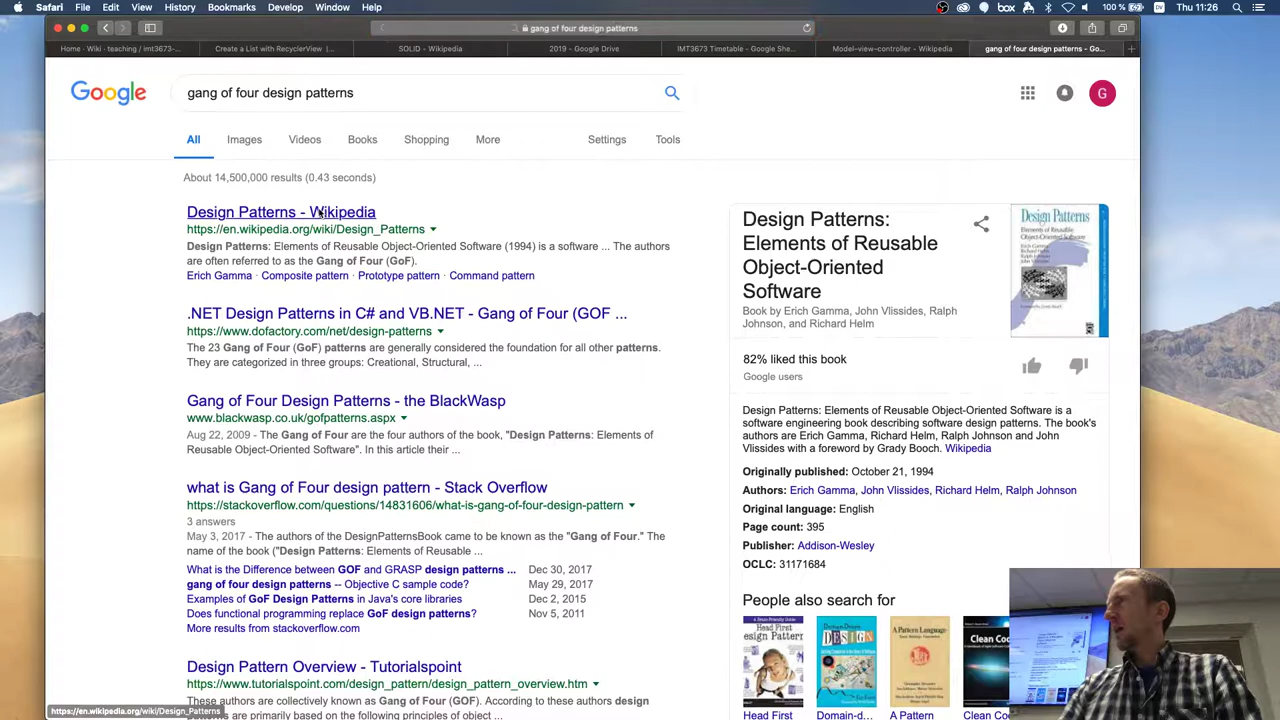 Safari File Edit View History Bookmarks Develop Window Help 100% DV Thu 11:26
gang of four design patterns
Home · Wiki · teaching / imt3673-... Create a List with RecyclerView |... SOLID - Wikipedia 2019 - Google Drive IMT3673 Timetable - Google She... Model–view–controller - Wikipedia gang of four design patterns - Go...
Google
gang of four design patterns
G
All Images Videos Books Shopping More Settings Tools
About 14,500,000 results (0.43 seconds)
Design Patterns - Wikipedia
https://en.wikipedia.org/wiki/Design_Patterns
Design Patterns: Elements of Reusable Object-Oriented Software (1994) is a software ... The authors
are often referred to as the Gang of Four (GoF).
Erich Gamma · Composite pattern · Prototype pattern · Command pattern
.NET Design Patterns in C# and VB.NET - Gang of Four (GOF ...
https://www.dofactory.com/net/design-patterns
The 23 Gang of Four (GoF) patterns are generally considered the foundation for all other patterns.
They are categorized in three groups: Creational, Structural, ...
Gang of Four Design Patterns - the BlackWasp
www.blackwasp.co.uk/gofpatterns.aspx
Aug 22, 2009 - The Gang of Four are the four authors of the book, "Design Patterns: Elements of
Reusable Object-Oriented Software". In this article their ...
what is Gang of Four design pattern - Stack Overflow
https://stackoverflow.com/questions/14831606/what-is-gang-of-four-design-pattern
3 answers
May 3, 2017 - The authors of the DesignPatternsBook came to be known as the "Gang of Four." The
name of the book ("Design Patterns: Elements of Reusable ...
What is the Difference between GOF and GRASP design patterns ... Dec 30, 2017
gang of four design patterns -- Objective C sample code? May 29, 2017
Examples of GoF Design Patterns in Java's core libraries Dec 2, 2015
Does functional programming replace GoF design patterns? Nov 5, 2011
More results from stackoverflow.com
Design Pattern Overview - Tutorialspoint
https://www.tutorialspoint.com/design_pattern/design_pattern_overview.htm
These authors are collectively known as Gang of Four (GOF). According to these authors design
patterns are primarily based on the following principles of object ...
https://en.wikipedia.org/wiki/Design_Patterns
Design Patterns:
Elements of Reusable
Object-Oriented
Software
Book by Erich Gamma, John Vlissides, Ralph
Johnson, and Richard Helm
Design Patterns
82% liked this book
Google users
Design Patterns: Elements of Reusable Object-Oriented Software is a
software engineering book describing software design patterns. The book's
authors are Erich Gamma, Richard Helm, Ralph Johnson and John
Vlissides with a foreword by Grady Booch. Wikipedia
Originally published: October 21, 1994
Authors: Erich Gamma, John Vlissides, Richard Helm, Ralph Johnson
Original language: English
Page count: 395
Publisher: Addison-Wesley
OCLC: 31171684
People also search for
Head First Domain-d... A Pattern Clean Co